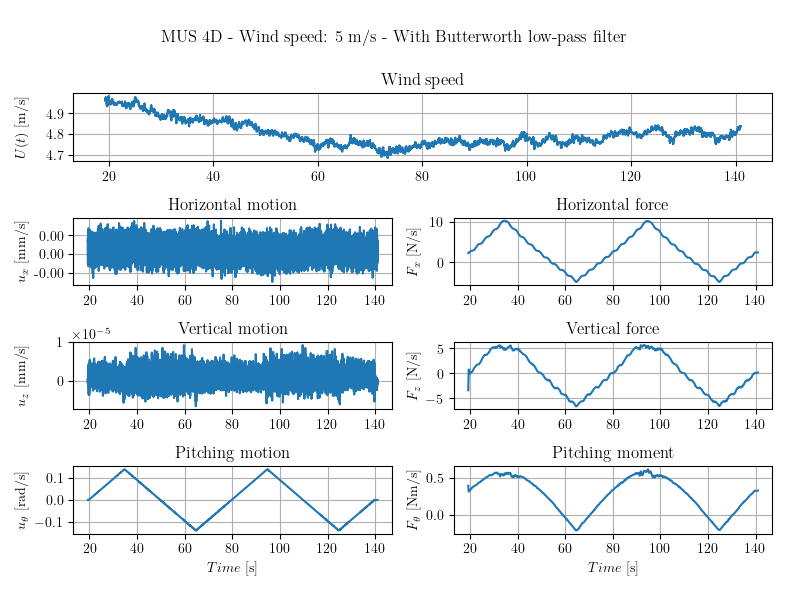 MUS 4D - Wind speed: 5 m/s - With Butterworth low-pass filter
Wind speed
U(t) [m/s]
4.9
4.8
4.7
20 40 60 80 100 120 140
Horizontal motion
u_x [mm/s]
0.00
0.00
-0.00
20 40 60 80 100 120 140
Horizontal force
F_x [N/s]
10
0
20 40 60 80 100 120 140
Vertical motion
×10⁻⁵
u_z [mm/s]
1
0
20 40 60 80 100 120 140
Vertical force
F_z [N/s]
5
0
−5
20 40 60 80 100 120 140
Pitching motion
u_θ [rad/s]
0.1
0.0
−0.1
20 40 60 80 100 120 140
Time [s]
Pitching moment
F_θ [Nm/s]
0.5
0.0
20 40 60 80 100 120 140
Time [s]